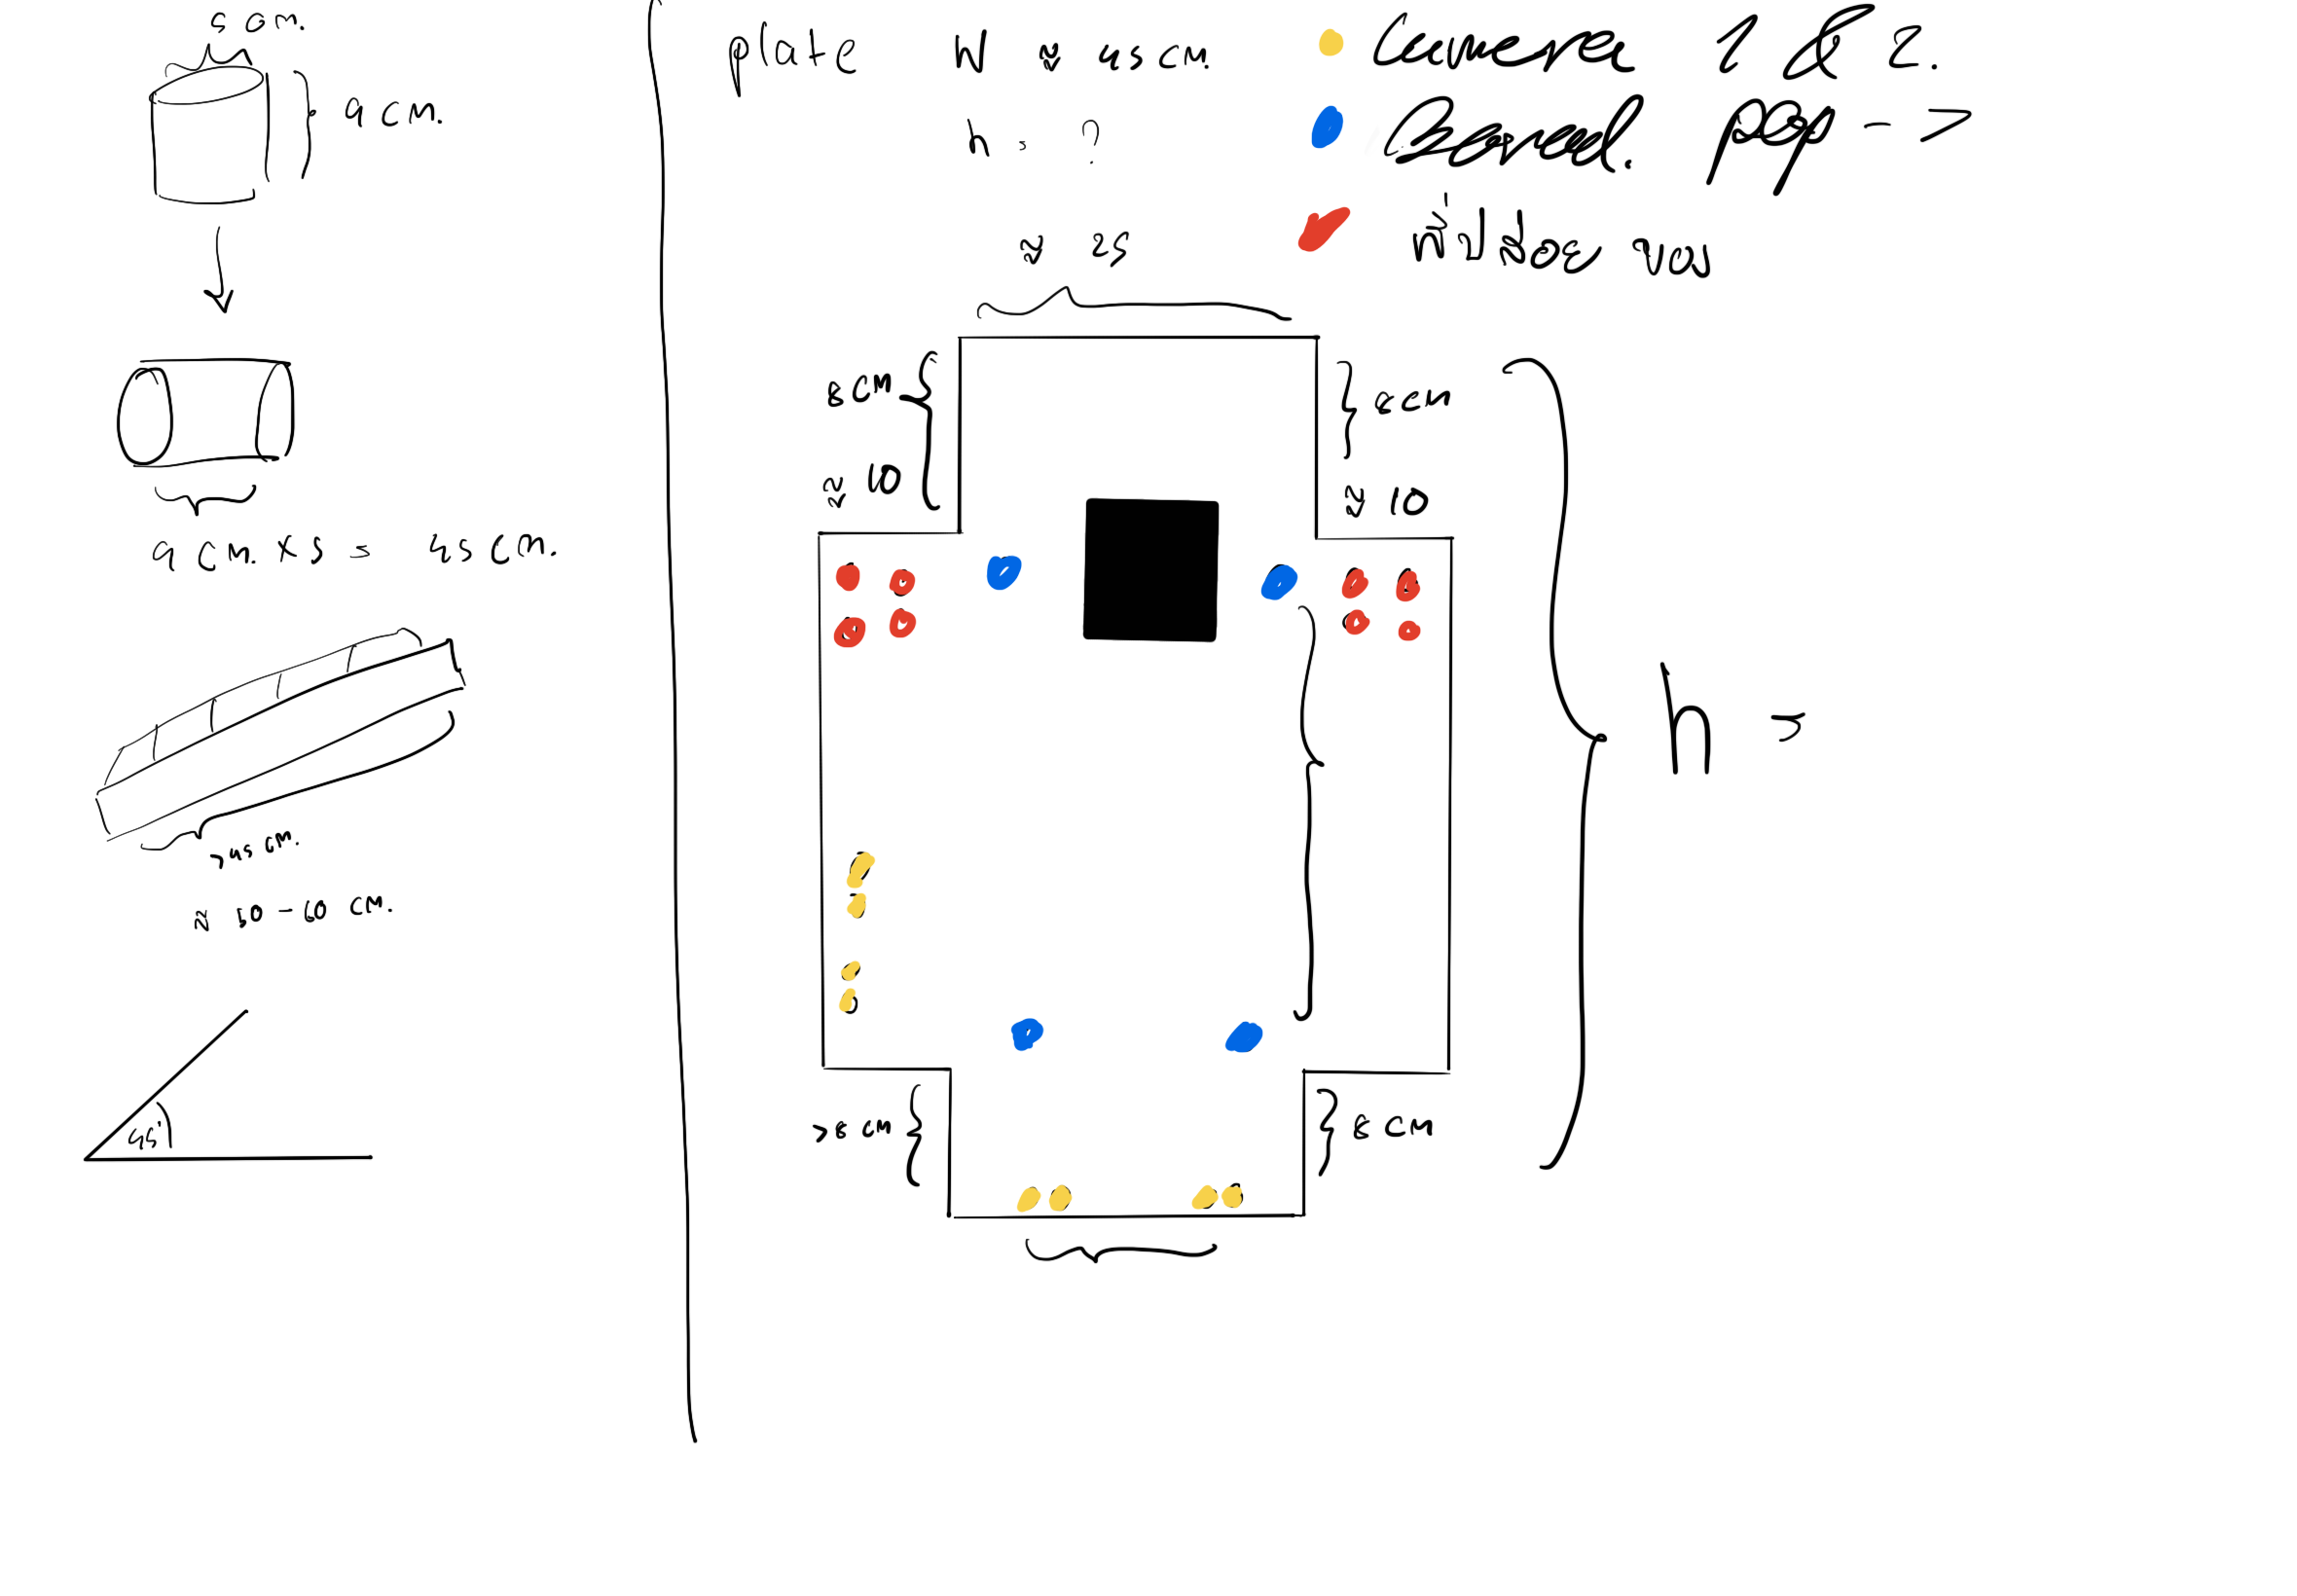 5 cm.
9 cm.
9 cm. x 5 = 45 cm.
>45 cm.
≈ 50 - 60 cm.
45°
plate W ≈ 45 cm.
h = ?
≈ 25
Camera 1 & 2.
->
ที่ปล่อย ของ
8 cm
≈ 10
8 cm
≈ 10
h =
>8 cm
8 cm